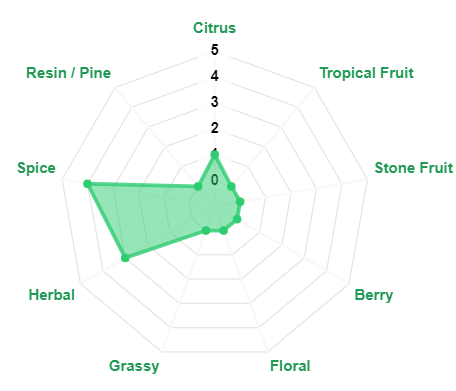 Citrus
5
Resin / Pine
Tropical Fruit
4
3
2
1
Spice
Stone Fruit
0
Herbal
Berry
Grassy
Floral